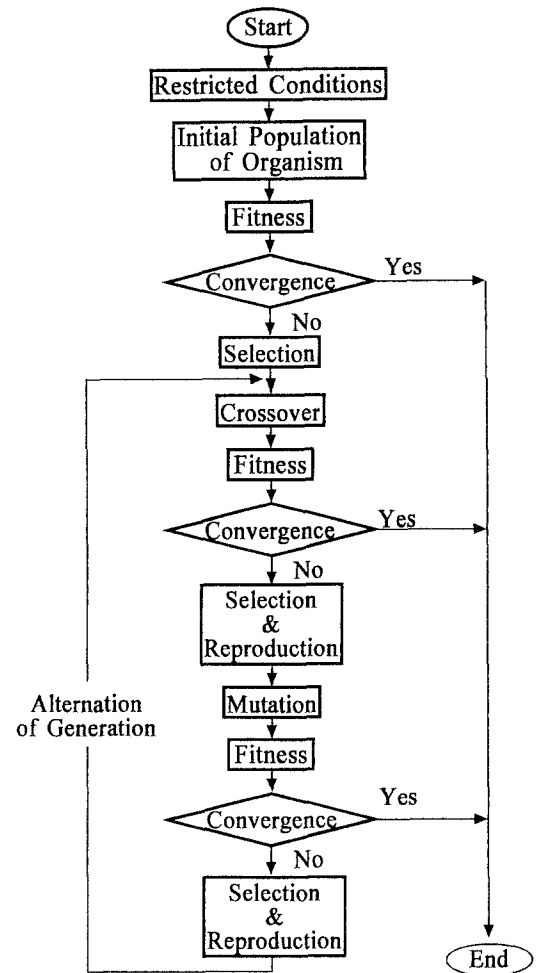 Start
Restricted Conditions
Initial Population
of Organism
Fitness
Convergence
Yes
No
Selection
Crossover
Fitness
Convergence
Yes
No
Selection
&
Reproduction
Mutation
Alternation
of Generation
Fitness
Convergence
Yes
No
Selection
&
Reproduction
End